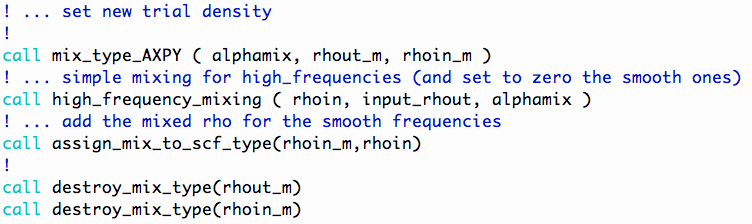 ! ... set new trial density
!
call mix_type_AXPY ( alphamix, rhout_m, rhoin_m )
! ... simple mixing for high_frequencies (and set to zero the smooth ones)
call high_frequency_mixing ( rhoin, input_rhout, alphamix )
! ... add the mixed rho for the smooth frequencies
call assign_mix_to_scf_type(rhoin_m,rhoin)
!
call destroy_mix_type(rhout_m)
call destroy_mix_type(rhoin_m)